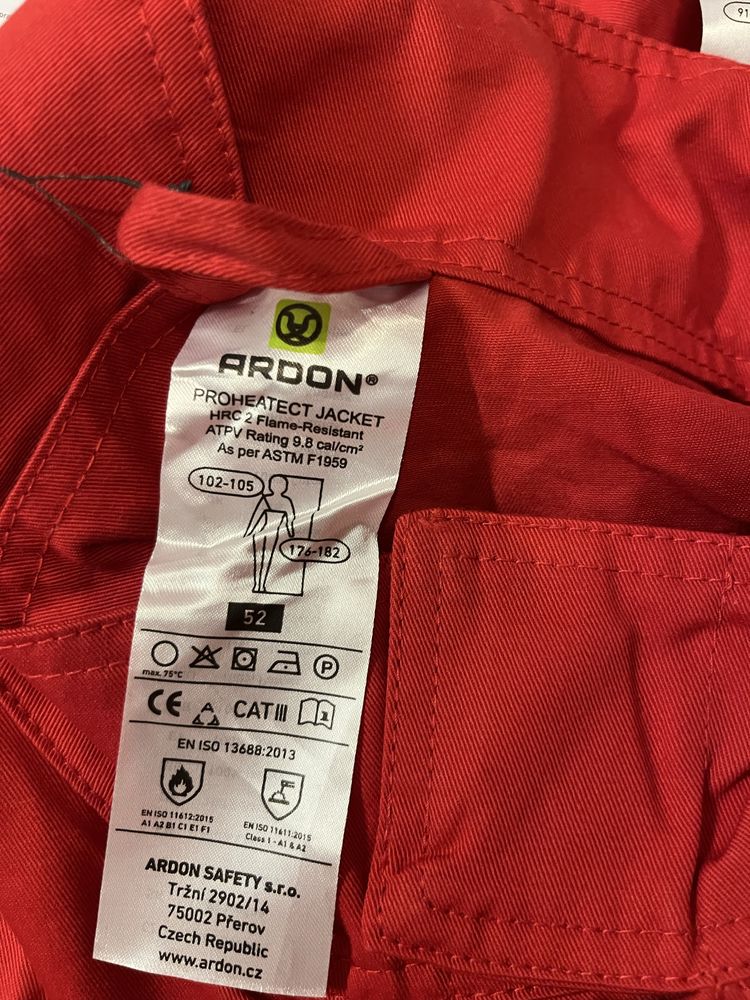 91
ARDON®
PROHEATECT JACKET
HRC 2 Flame-Resistant
ATPV Rating 9.8 cal/cm²
As per ASTM F1959
102-105
176-182
52
P
max. 75°C
CE CAT III i
EN ISO 13688:2013
EN ISO 11612:2015
A1 A2 B1 C1 E1 F1
EN ISO 11611:2015
Class 1 - A1 & A2
ARDON SAFETY s.r.o.
Tržní 2902/14
75002 Přerov
Czech Republic
www.ardon.cz